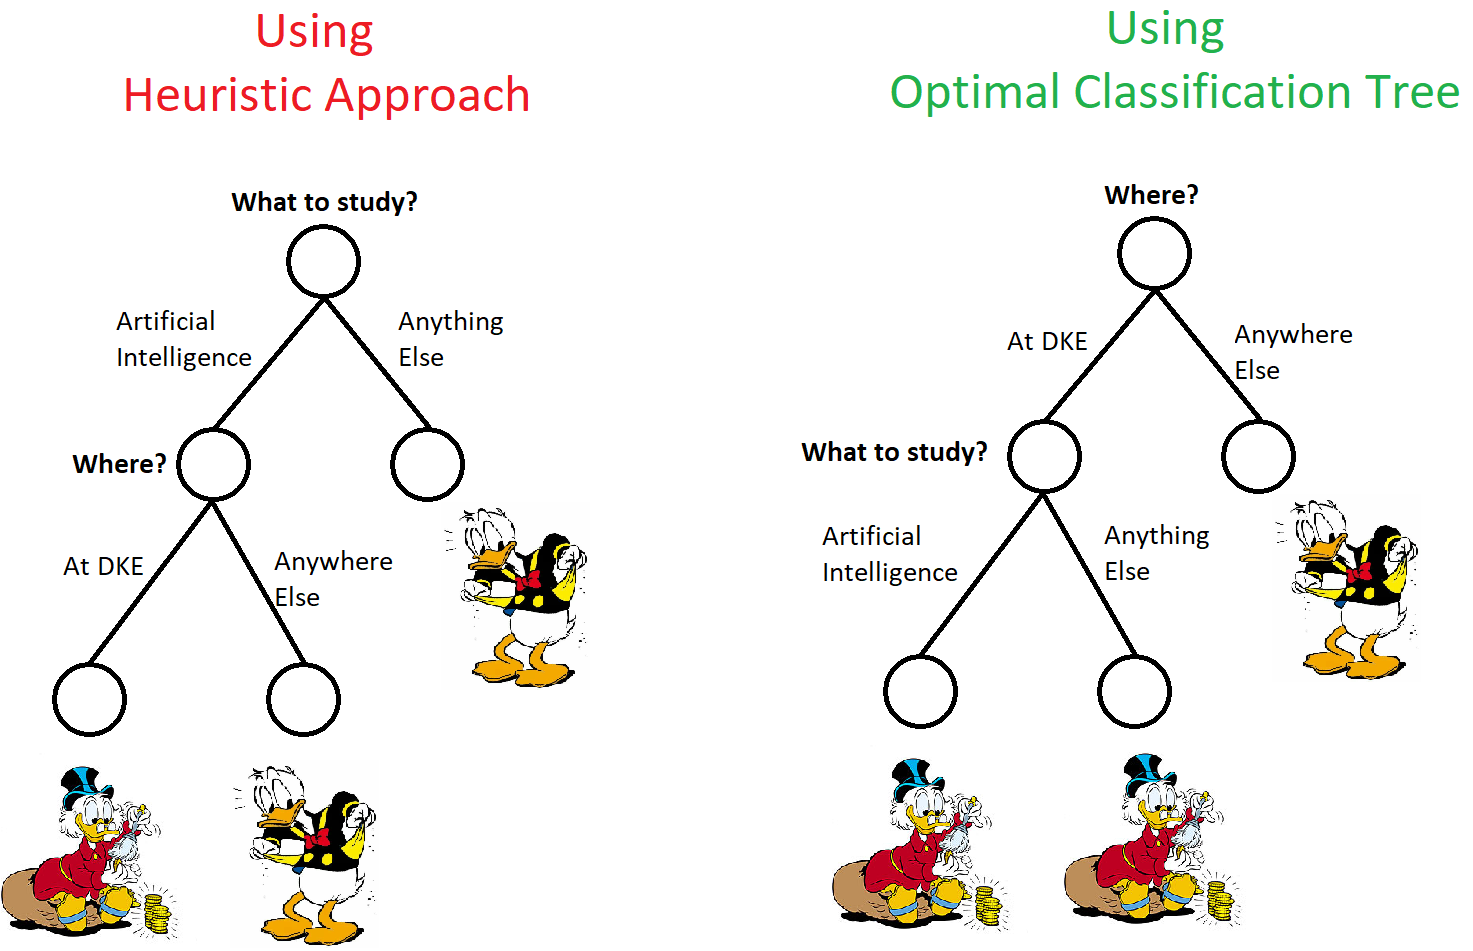 Using
Heuristic Approach
What to study?
Artificial
Intelligence
Anything
Else
Where?
At DKE
Anywhere
Else
Using
Optimal Classification Tree
Where?
At DKE
Anywhere
Else
What to study?
Artificial
Intelligence
Anything
Else